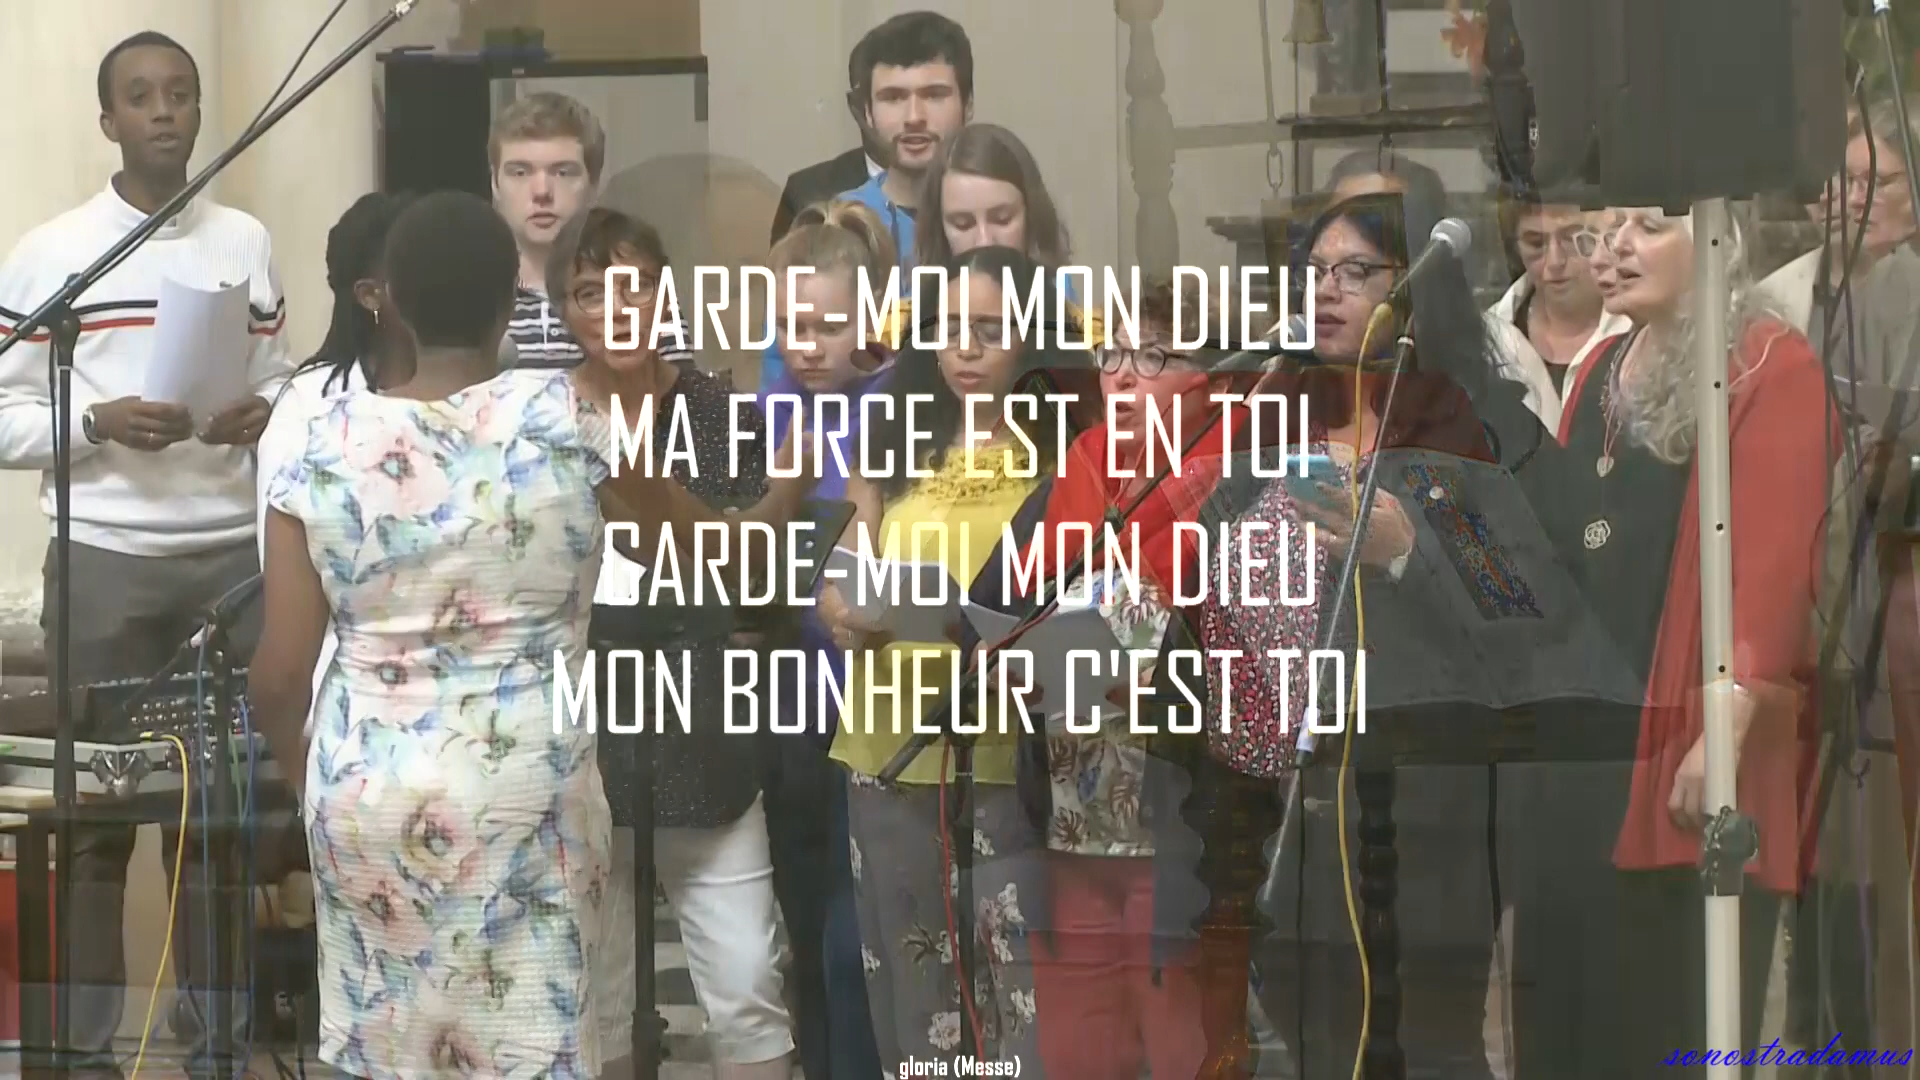 GARDE-MOI MON DIEU
MA FORCE EST EN TOI
GARDE-MOI MON DIEU
MON BONHEUR C'EST TOI
gloria (Messe)
sonostradamus